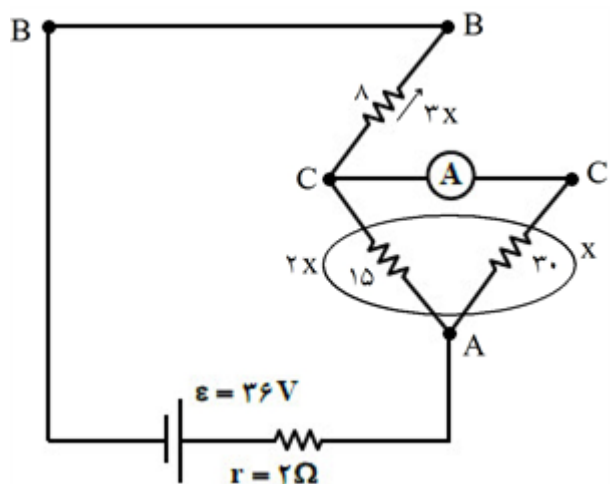 B B
۸ ۳x
C A C
۲x ۱۵ ۳۰ x
A
ε = ۳۶V
r = ۲Ω